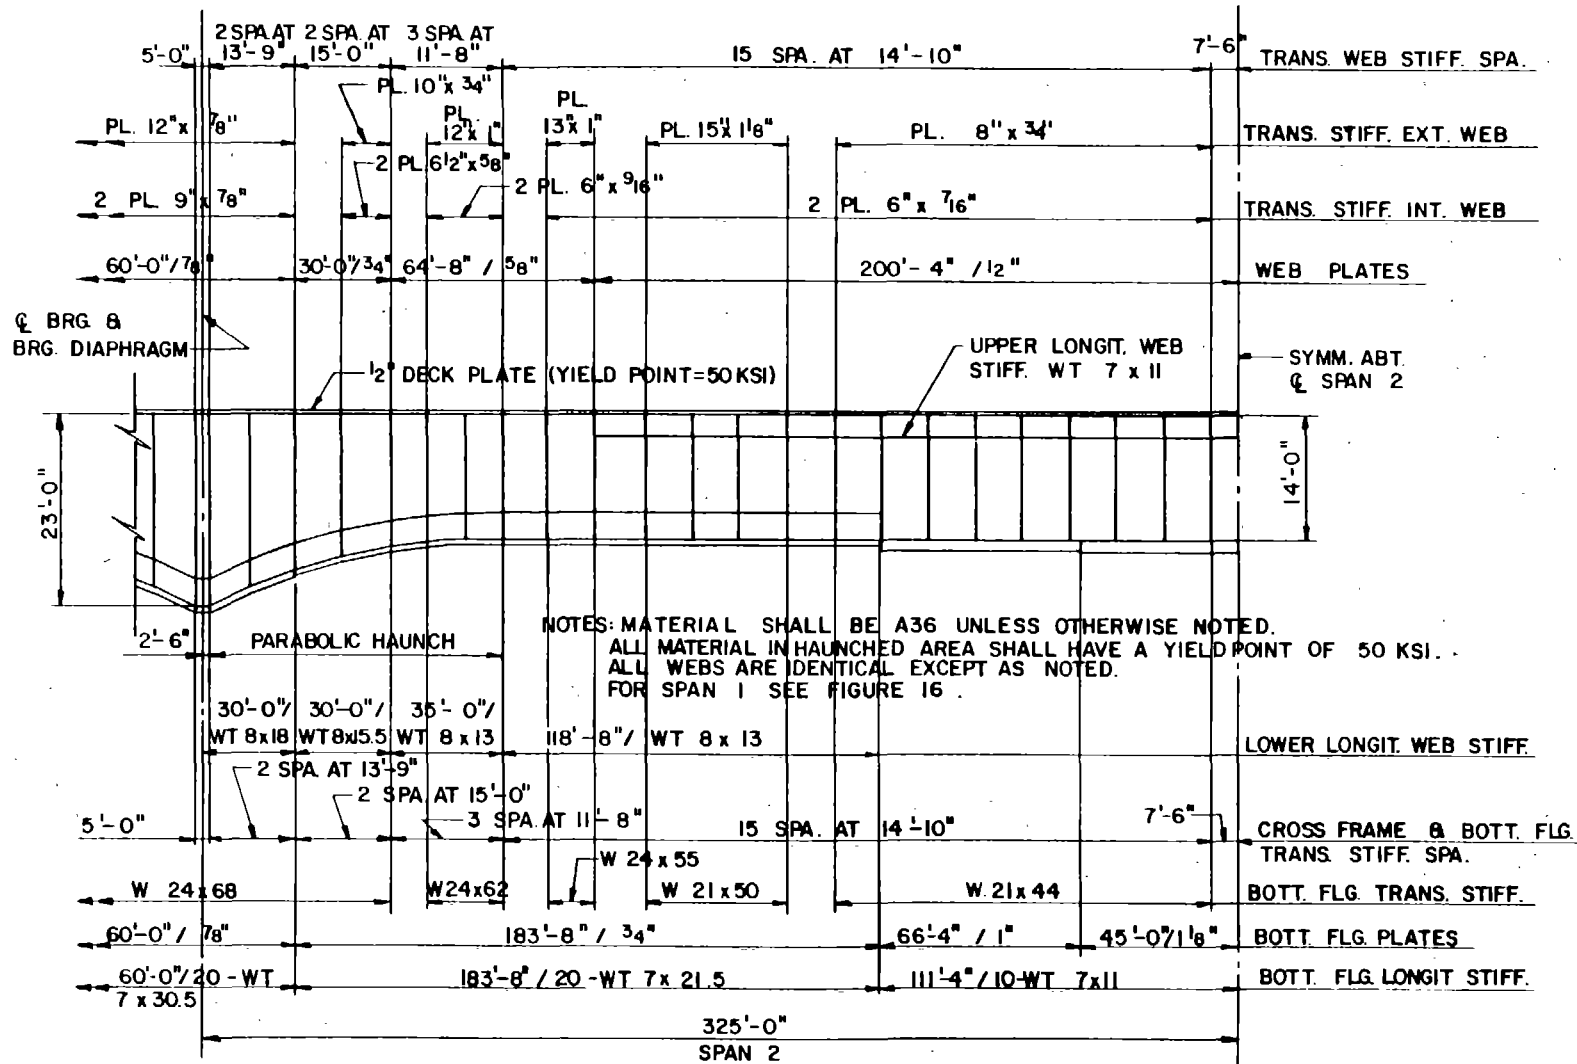 2 SPA. AT 2 SPA. AT 3 SPA. AT
5'-0" 13'-9" 15'-0" 11'-8" 15 SPA. AT 14'-10" 7'-6" TRANS. WEB STIFF. SPA.
PL. 10" x 3/4"
PL. 12" x 7/8" PL. 12" x 1" PL. 13" x 1" PL. 15" x 1 1/8" PL. 8" x 3/4" TRANS. STIFF. EXT. WEB
2 PL. 6 1/2" x 5/8"
2 PL. 6" x 9/16"
2 PL. 9" x 7/8" 2 PL. 6" x 7/16" TRANS. STIFF. INT. WEB
60'-0"/7/8" 30'-0"/3/4" 64'-8" / 5/8" 200'-4" / 1/2" WEB PLATES
℄ BRG. &
BRG. DIAPHRAGM
1/2" DECK PLATE (YIELD POINT=50 KSI)
UPPER LONGIT. WEB
STIFF. WT 7 x 11
SYMM. ABT.
℄ SPAN 2
23'-0"
14'-0"
2'-6" PARABOLIC HAUNCH
NOTES: MATERIAL SHALL BE A36 UNLESS OTHERWISE NOTED.
ALL MATERIAL IN HAUNCHED AREA SHALL HAVE A YIELD POINT OF 50 KSI.
ALL WEBS ARE IDENTICAL EXCEPT AS NOTED.
FOR SPAN 1 SEE FIGURE 16.
30'-0"/ 30'-0"/ 35'-0"/
WT 8x18 WT 8x15.5 WT 8 x 13 118'-8"/ WT 8 x 13 LOWER LONGIT. WEB STIFF.
2 SPA. AT 13'-9"
2 SPA. AT 15'-0"
3 SPA. AT 11'-8"
5'-0" 15 SPA. AT 14'-10" 7'-6" CROSS FRAME & BOTT. FLG.
TRANS. STIFF. SPA.
W 24 x 55
W 24 x 68 W 24x62 W 21 x 50 W 21 x 44 BOTT. FLG. TRANS. STIFF.
60'-0" / 7/8" 183'-8" / 3/4" 66'-4" / 1" 45'-0"/1 1/8" BOTT. FLG. PLATES
60'-0"/20 -WT 183'-8" / 20 -WT 7 x 21.5 111'-4" / 10-WT 7x11 BOTT. FLG. LONGIT STIFF.
7 x 30.5
325'-0"
SPAN 2